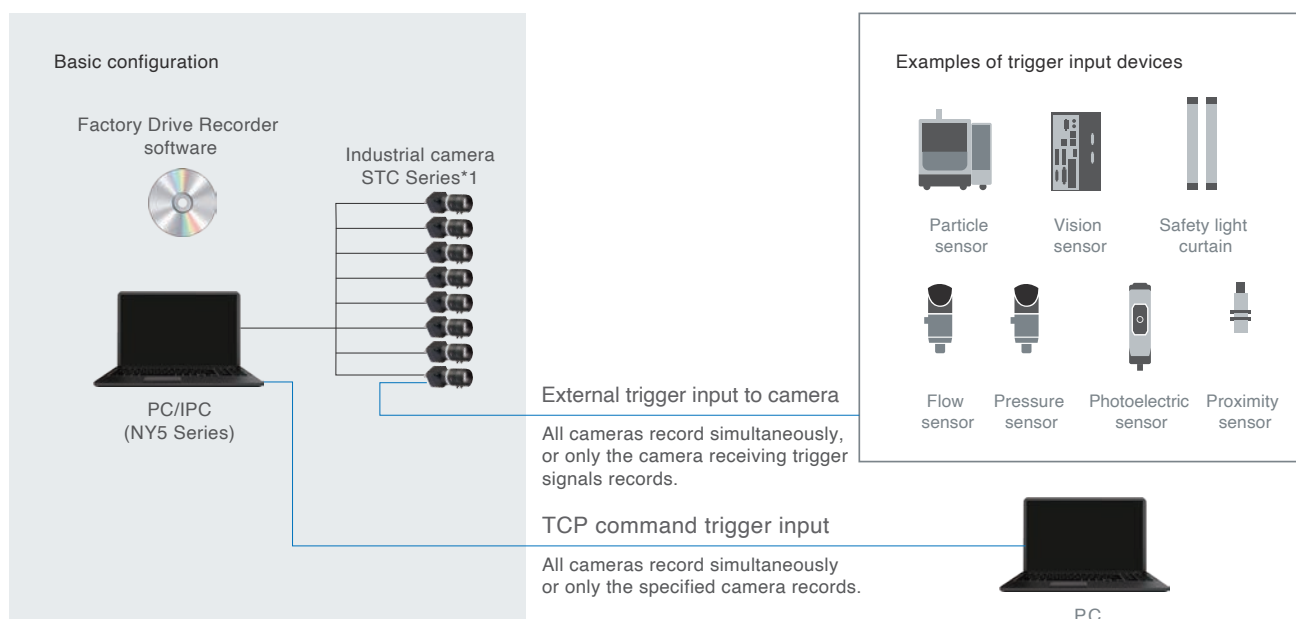 Basic configuration
Factory Drive Recorder
software
Industrial camera
STC Series*1
PC/IPC
(NY5 Series)
External trigger input to camera
All cameras record simultaneously,
or only the camera receiving trigger
signals records.
TCP command trigger input
All cameras record simultaneously
or only the specified camera records.
Examples of trigger input devices
Particle
sensor
Vision
sensor
Safety light
curtain
Flow
sensor
Pressure
sensor
Photoelectric
sensor
Proximity
sensor
PC